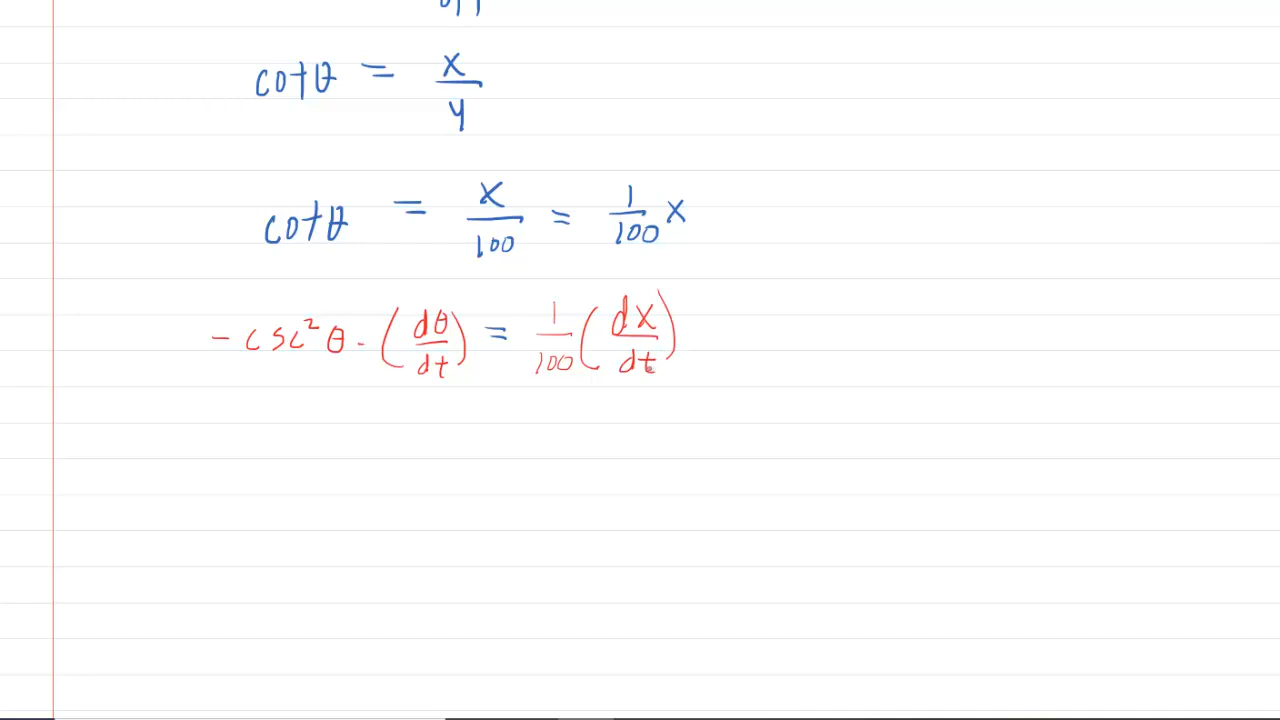 cotθ = x/y
cotθ = x/100 = 1/100 x
-csc²θ · (dθ/dt) = 1/100 (dx/dt)